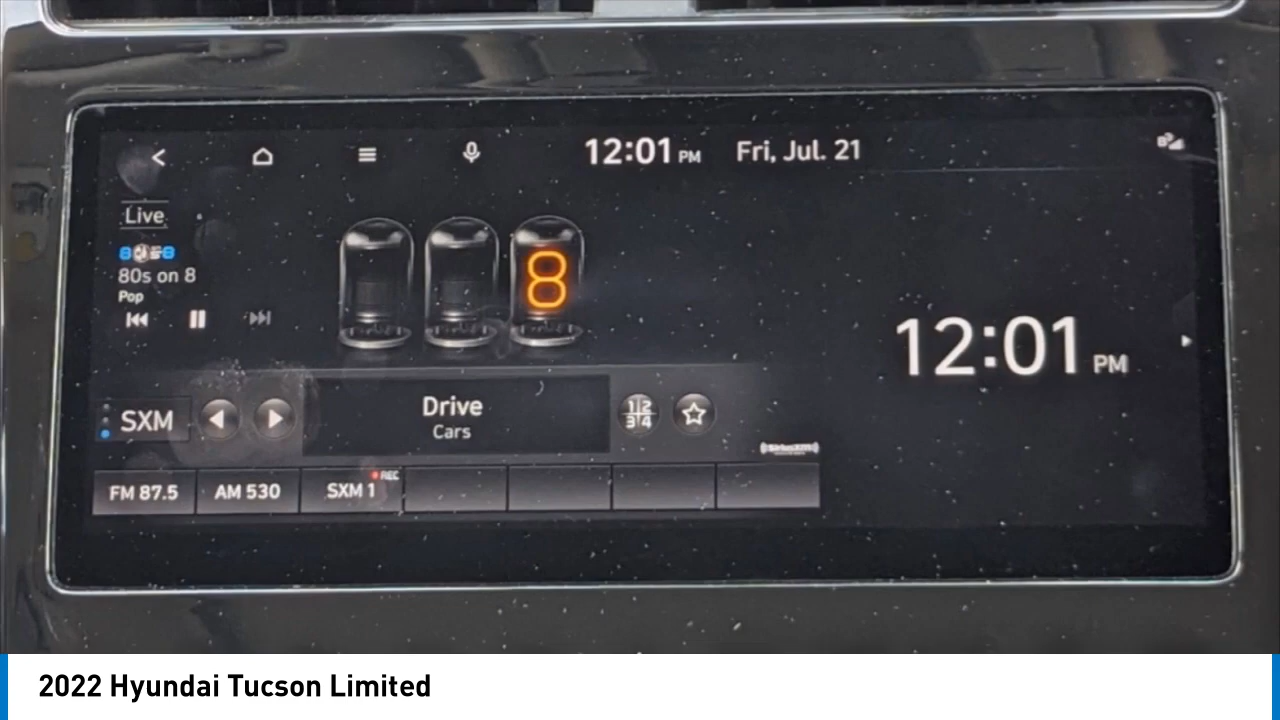 12:01 PM Fri, Jul. 21
Live
80s on 8
Pop
8
12:01 PM
SXM
Drive
Cars
1 2
3 4
SiriusXM
FM 87.5 AM 530 SXM 1 REC
2022 Hyundai Tucson Limited